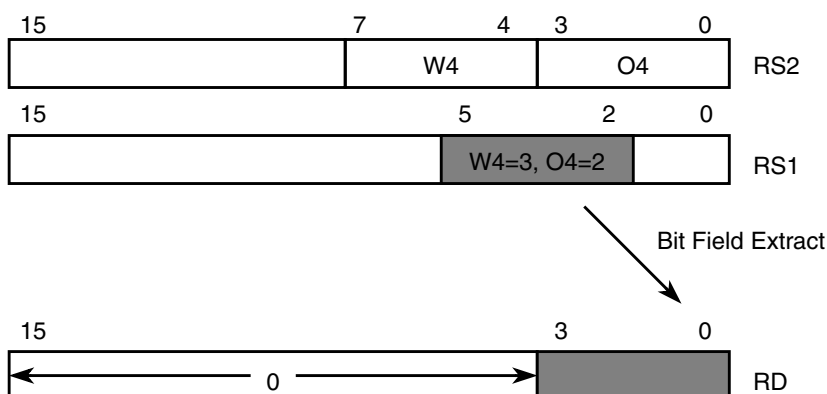 15 7 4 3 0
W4 O4 RS2
15 5 2 0
W4=3, O4=2 RS1
Bit Field Extract
15 3 0
0 RD